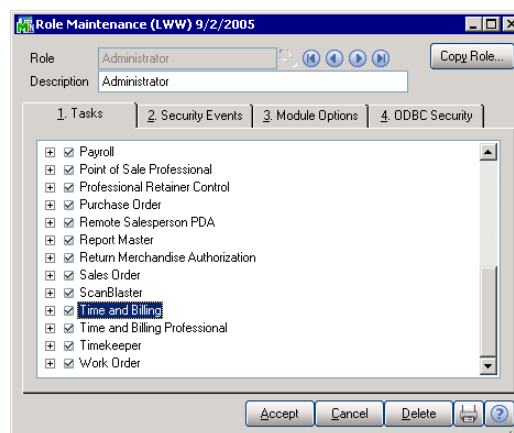 Role Maintenance (LWW) 9/2/2005
Role Administrator Copy Role...
Description Administrator
1. Tasks 2. Security Events 3. Module Options 4. ODBC Security
Payroll
Point of Sale Professional
Professional Retainer Control
Purchase Order
Remote Salesperson PDA
Report Master
Return Merchandise Authorization
Sales Order
ScanBlaster
Time and Billing
Time and Billing Professional
Timekeeper
Work Order
Accept Cancel Delete